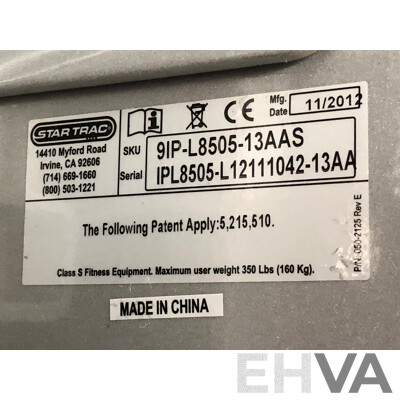 STAR TRAC
14410 Myford Road
Irvine, CA 92606
(714) 669-1660
(800) 503-1221
CE
Mfg. Date 11/2012
SKU 9IP-L8505-13AAS
Serial IPL8505-L12111042-13AA
The Following Patent Apply:5,215,510.
Class S Fitness Equipment. Maximum user weight 350 Lbs (160 Kg).
P/N: 050-2125 Rev E
MADE IN CHINA
EHVA